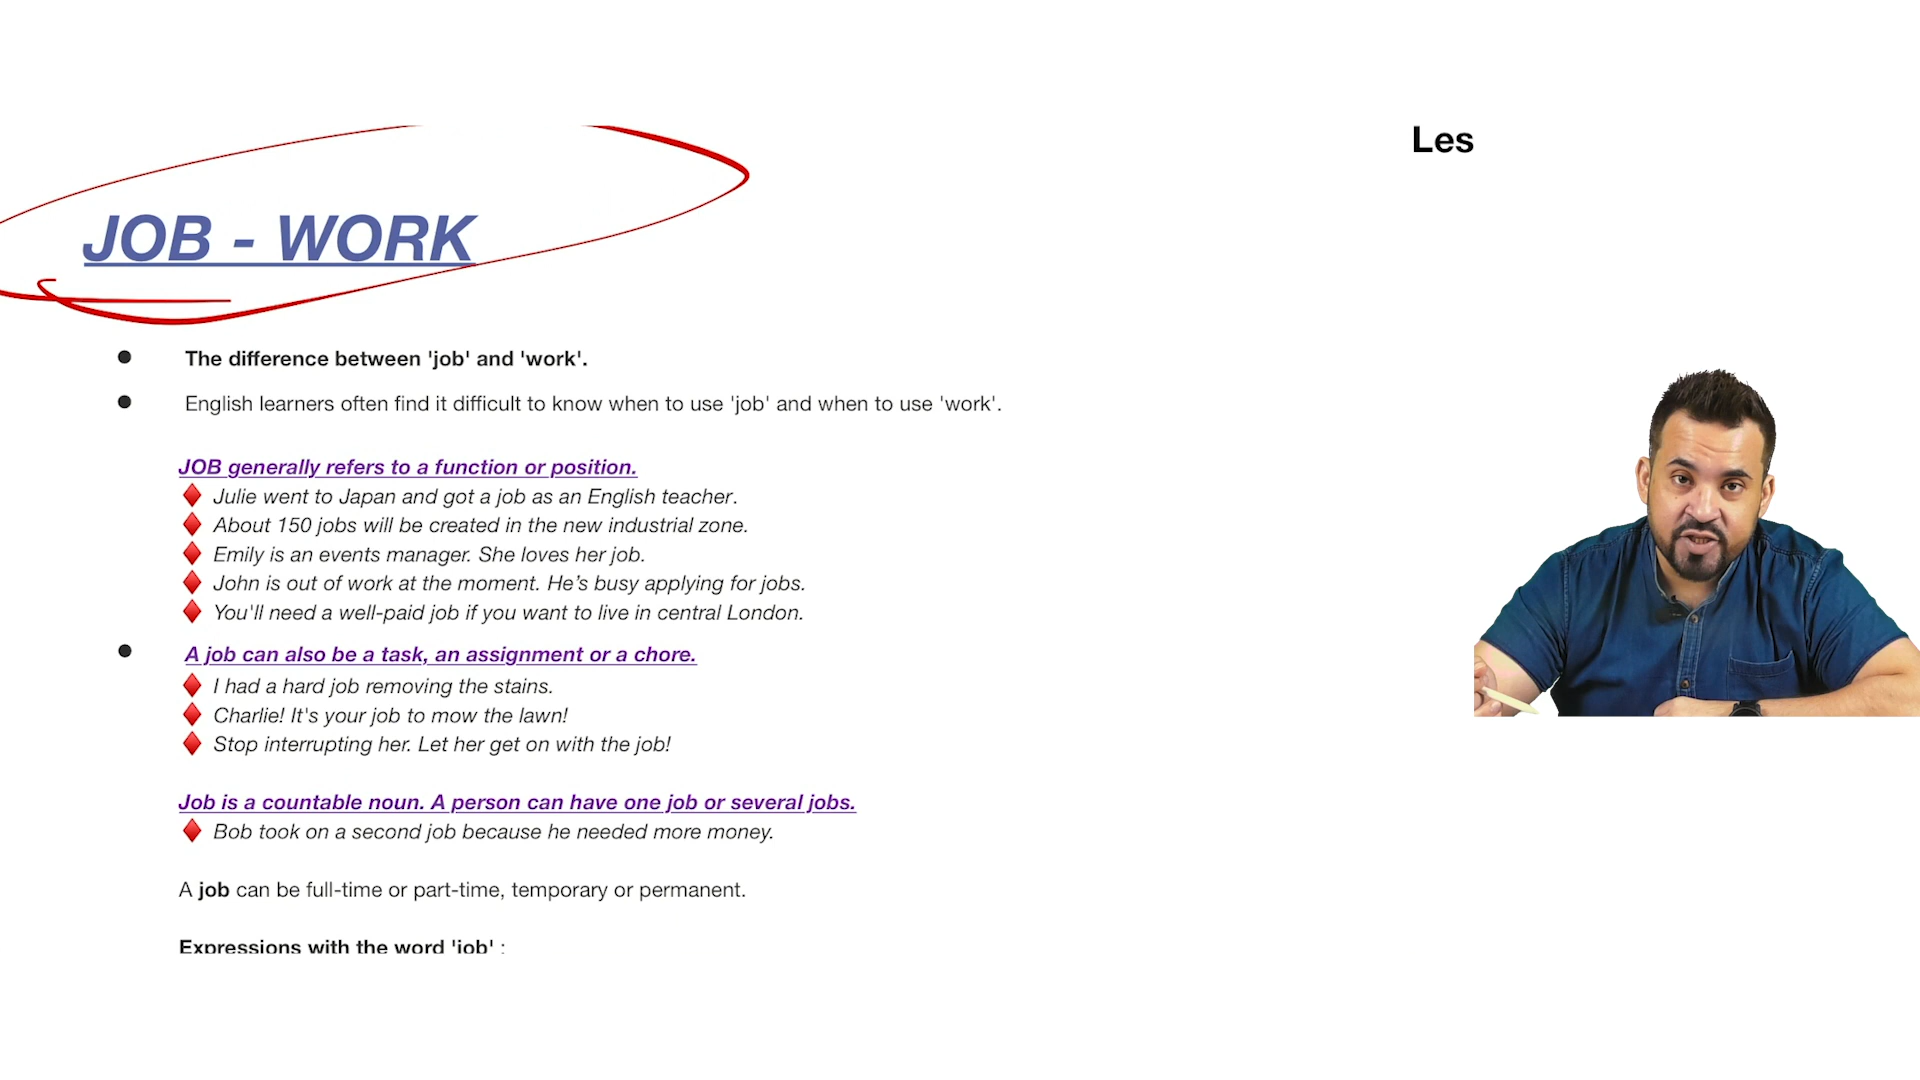 Les
JOB - WORK
The difference between 'job' and 'work'.
English learners often find it difficult to know when to use 'job' and when to use 'work'.
JOB generally refers to a function or position.
Julie went to Japan and got a job as an English teacher.
About 150 jobs will be created in the new industrial zone.
Emily is an events manager. She loves her job.
John is out of work at the moment. He’s busy applying for jobs.
You'll need a well-paid job if you want to live in central London.
A job can also be a task, an assignment or a chore.
I had a hard job removing the stains.
Charlie! It's your job to mow the lawn!
Stop interrupting her. Let her get on with the job!
Job is a countable noun. A person can have one job or several jobs.
Bob took on a second job because he needed more money.
A job can be full-time or part-time, temporary or permanent.
Expressions with the word 'job' :